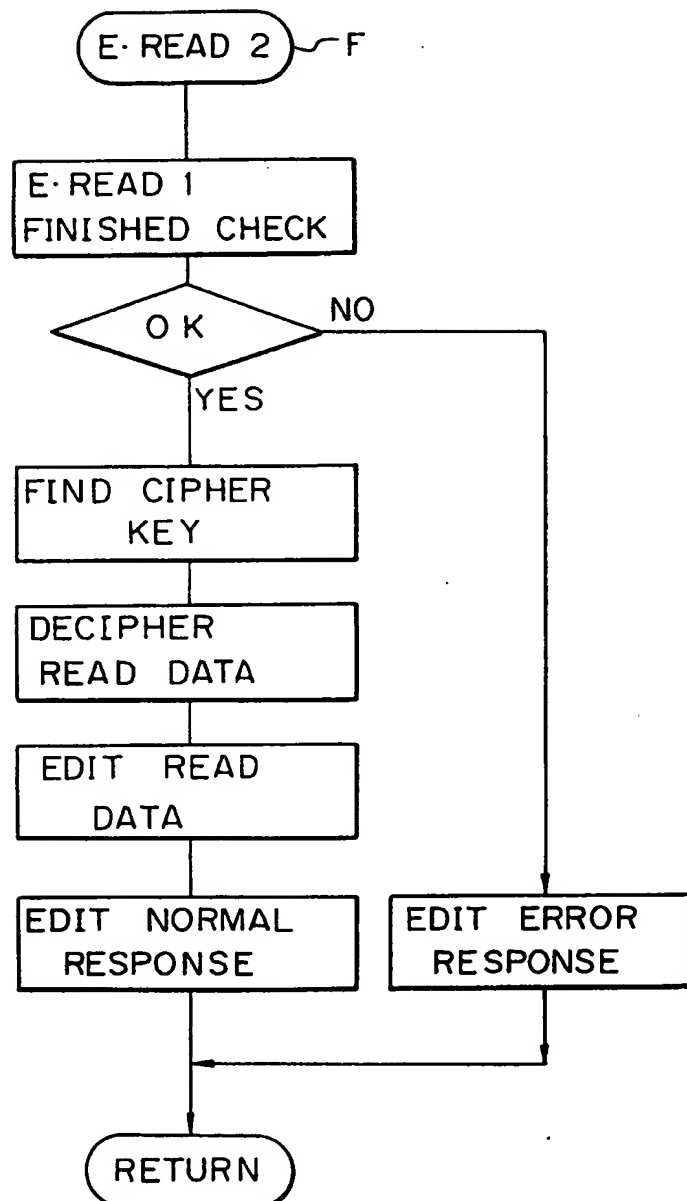 E·READ 2
F
E·READ 1
FINISHED CHECK
OK
NO
YES
FIND CIPHER
KEY
DECIPHER
READ DATA
EDIT READ
DATA
EDIT NORMAL
RESPONSE
EDIT ERROR
RESPONSE
RETURN